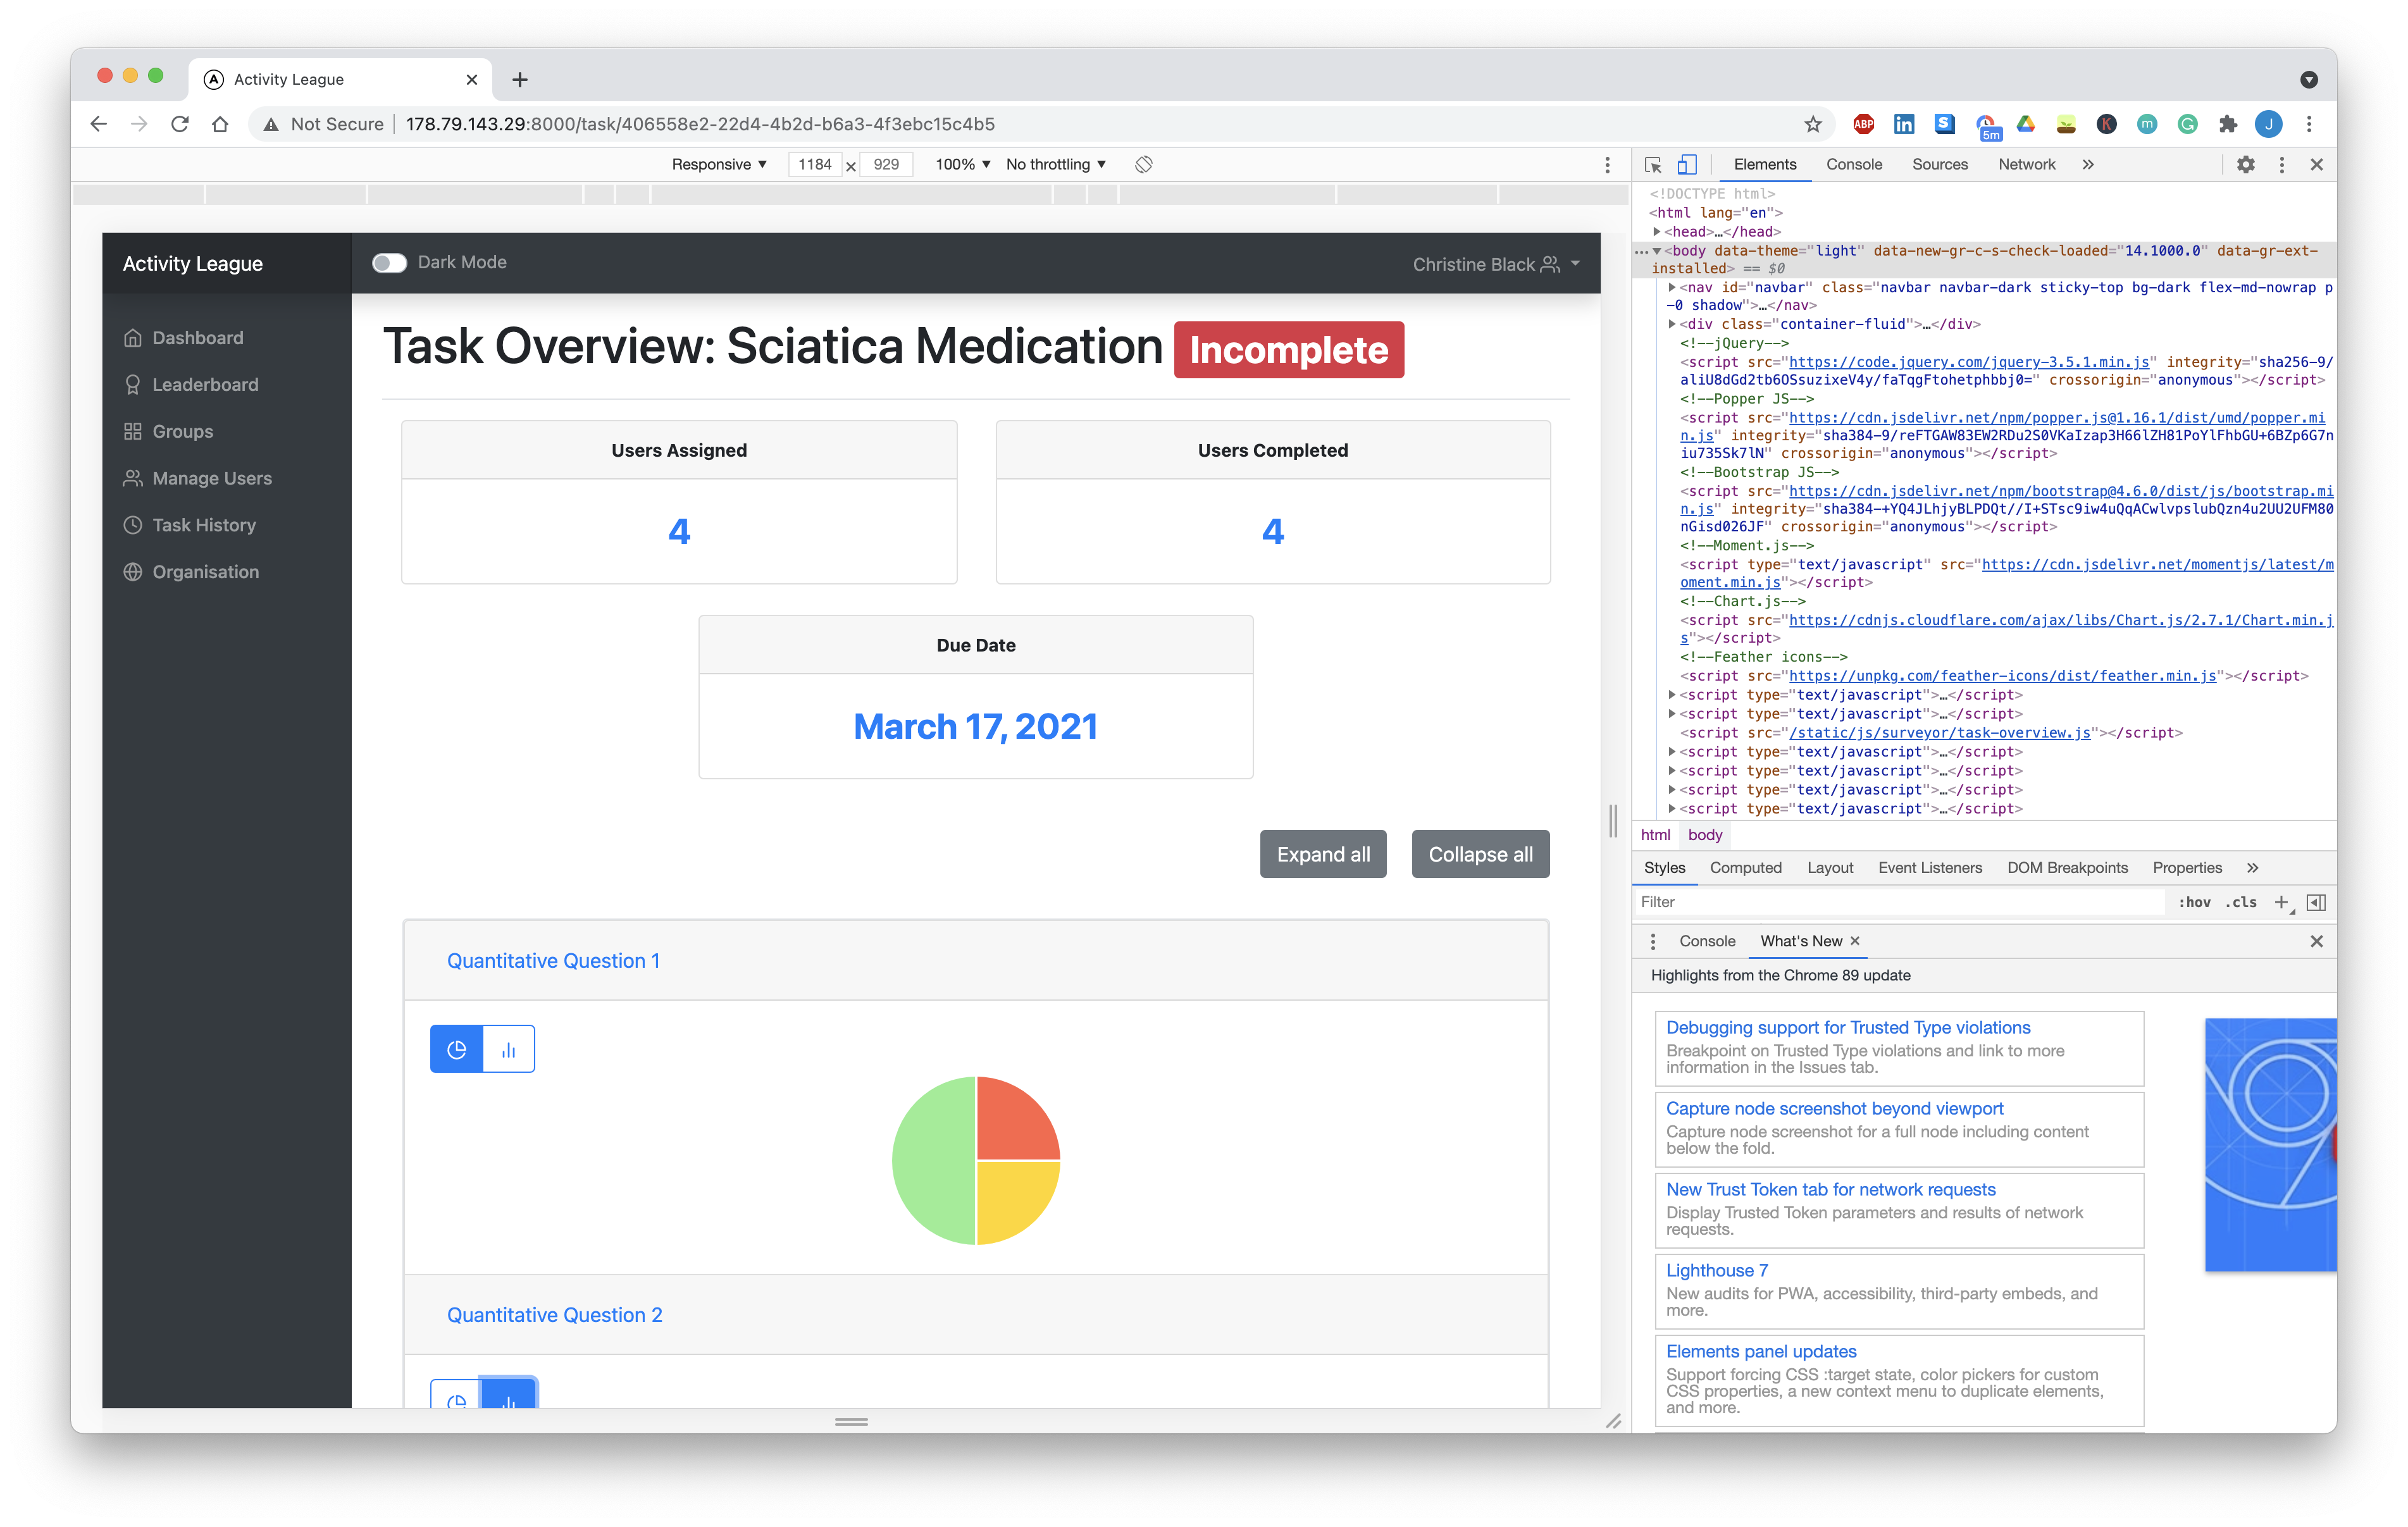 Activity League
Not Secure
178.79.143.29:8000/task/406558e2-22d4-4b2d-b6a3-4f3ebc15c4b5
ABP
5m
J
Responsive
1184
929
100%
No throttling
Activity League
Dark Mode
Christine Black
Dashboard
Leaderboard
Groups
Manage Users
Task History
Organisation
Task Overview: Sciatica Medication Incomplete
Users Assigned
4
Users Completed
4
Due Date
March 17, 2021
Expand all
Collapse all
Quantitative Question 1
Quantitative Question 2
Elements
Console
Sources
Network
<!DOCTYPE html>
<html lang="en">
<head>…</head>
<body data-theme="light" data-new-gr-c-s-check-loaded="14.1000.0" data-gr-ext-
installed> == $0
<nav id="navbar" class="navbar navbar-dark sticky-top bg-dark flex-md-nowrap p
-0 shadow">…</nav>
<div class="container-fluid">…</div>
<!--jQuery-->
<script src="https://code.jquery.com/jquery-3.5.1.min.js" integrity="sha256-9/
aliU8dGd2tb6OSsuzixeV4y/faTqgFtohetphbbj0=" crossorigin="anonymous"></script>
<!--Popper JS-->
<script src="https://cdn.jsdelivr.net/npm/popper.js@1.16.1/dist/umd/popper.mi
n.js" integrity="sha384-9/reFTGAW83EW2RDu2S0VKaIzap3H66lZH81PoYlFhbGU+6BZp6G7n
iu735Sk7lN" crossorigin="anonymous"></script>
<!--Bootstrap JS-->
<script src="https://cdn.jsdelivr.net/npm/bootstrap@4.6.0/dist/js/bootstrap.mi
n.js" integrity="sha384-+YQ4JLhjyBLPDQt//I+STsc9iw4uQqACwlvpslubQzn4u2UU2UFM80
nGisd026JF" crossorigin="anonymous"></script>
<!--Moment.js-->
<script type="text/javascript" src="https://cdn.jsdelivr.net/momentjs/latest/m
oment.min.js"></script>
<!--Chart.js-->
<script src="https://cdnjs.cloudflare.com/ajax/libs/Chart.js/2.7.1/Chart.min.j
s"></script>
<!--Feather icons-->
<script src="https://unpkg.com/feather-icons/dist/feather.min.js"></script>
<script type="text/javascript">…</script>
<script type="text/javascript">…</script>
<script src="/static/js/surveyor/task-overview.js"></script>
<script type="text/javascript">…</script>
<script type="text/javascript">…</script>
<script type="text/javascript">…</script>
<script type="text/javascript">…</script>
html body
Styles
Computed
Layout
Event Listeners
DOM Breakpoints
Properties
Filter
:hov .cls
Console
What's New
Highlights from the Chrome 89 update
Debugging support for Trusted Type violations
Breakpoint on Trusted Type violations and link to more
information in the Issues tab.
Capture node screenshot beyond viewport
Capture node screenshot for a full node including content
below the fold.
New Trust Token tab for network requests
Display Trusted Token parameters and results of network
requests.
Lighthouse 7
New audits for PWA, accessibility, third-party embeds, and
more.
Elements panel updates
Support forcing CSS :target state, color pickers for custom
CSS properties, a new context menu to duplicate elements,
and more.